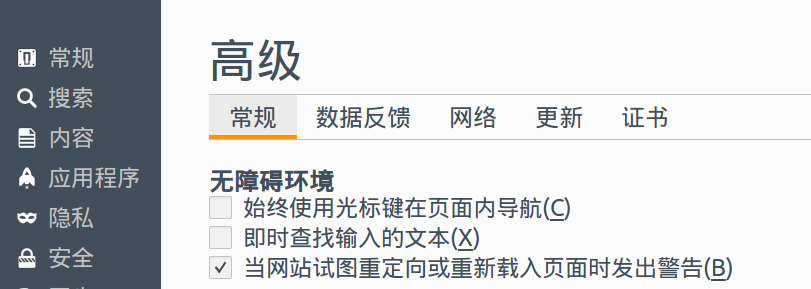 常规
搜索
内容
应用程序
隐私
安全
高级
常规 数据反馈 网络 更新 证书
无障碍环境
始终使用光标键在页面内导航(C)
即时查找输入的文本(X)
当网站试图重定向或重新载入页面时发出警告(B)